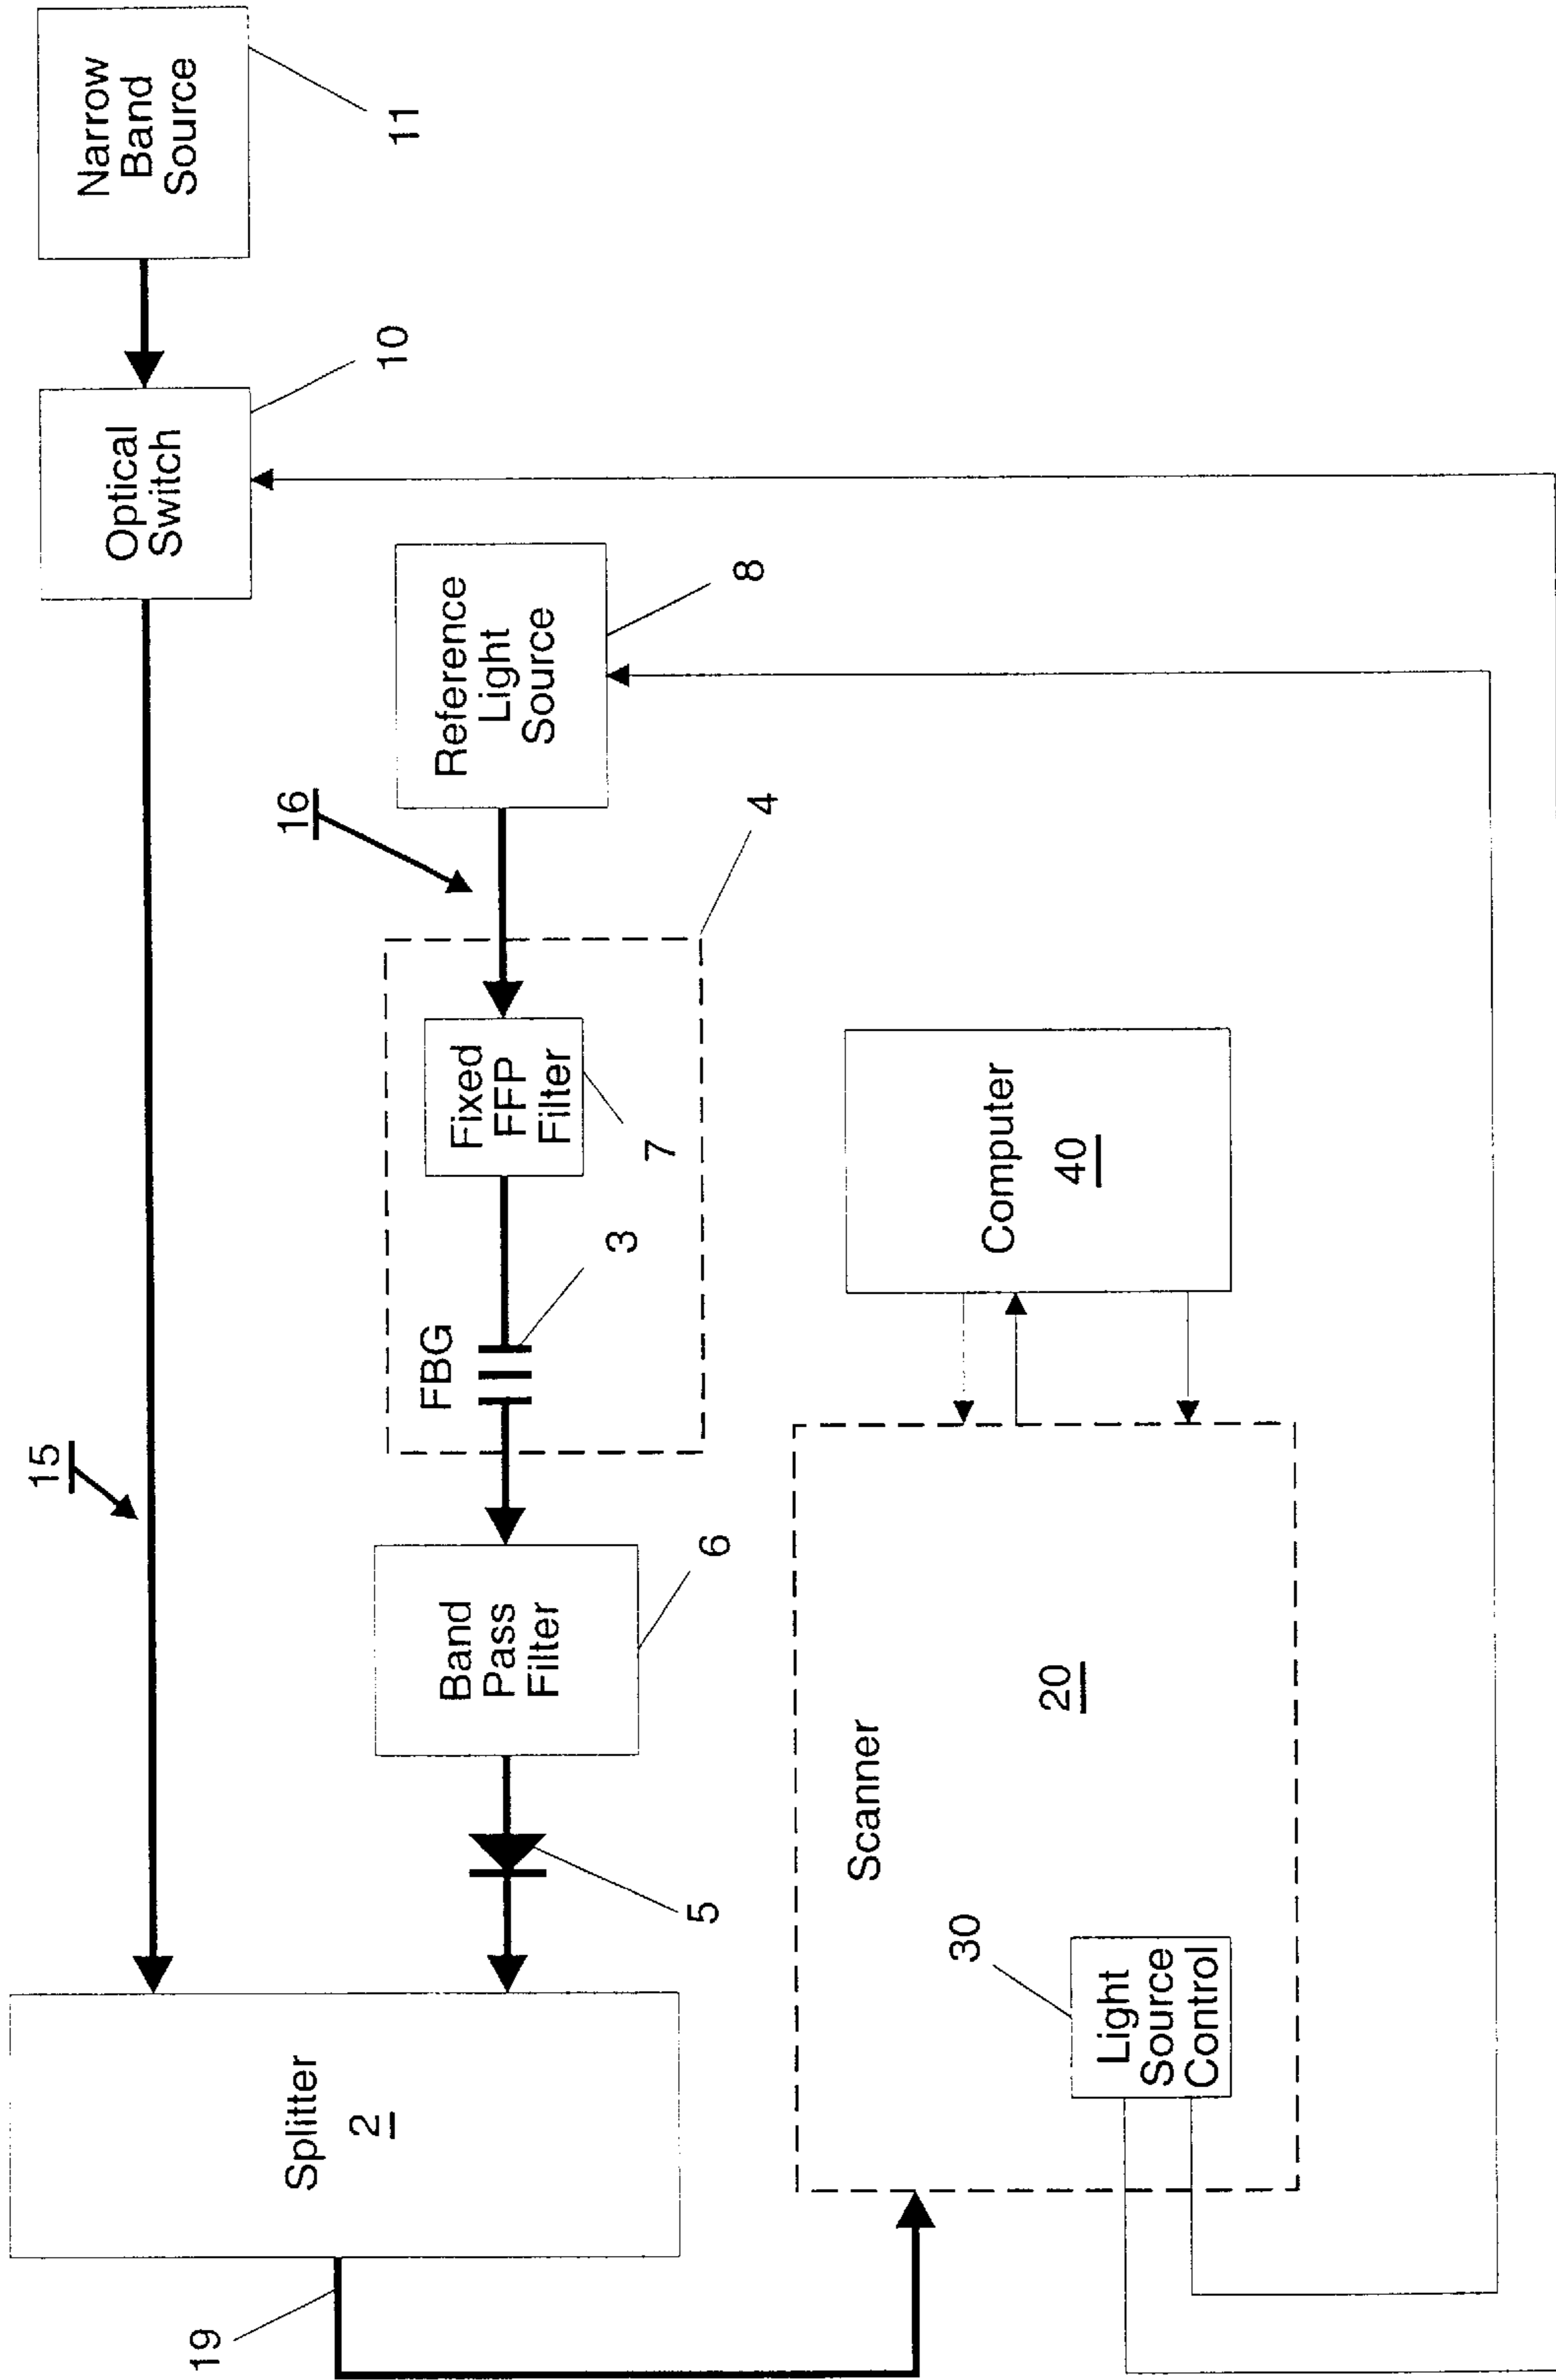 Narrow
Band
Source
11
Optical
Switch
10
15
Reference
Light
Source
8
16
4
Fixed
FFP
Filter
7
FBG
3
Band
Pass
Filter
6
5
Splitter
2
19
Scanner
20
30
Light
Source
Control
Computer
40